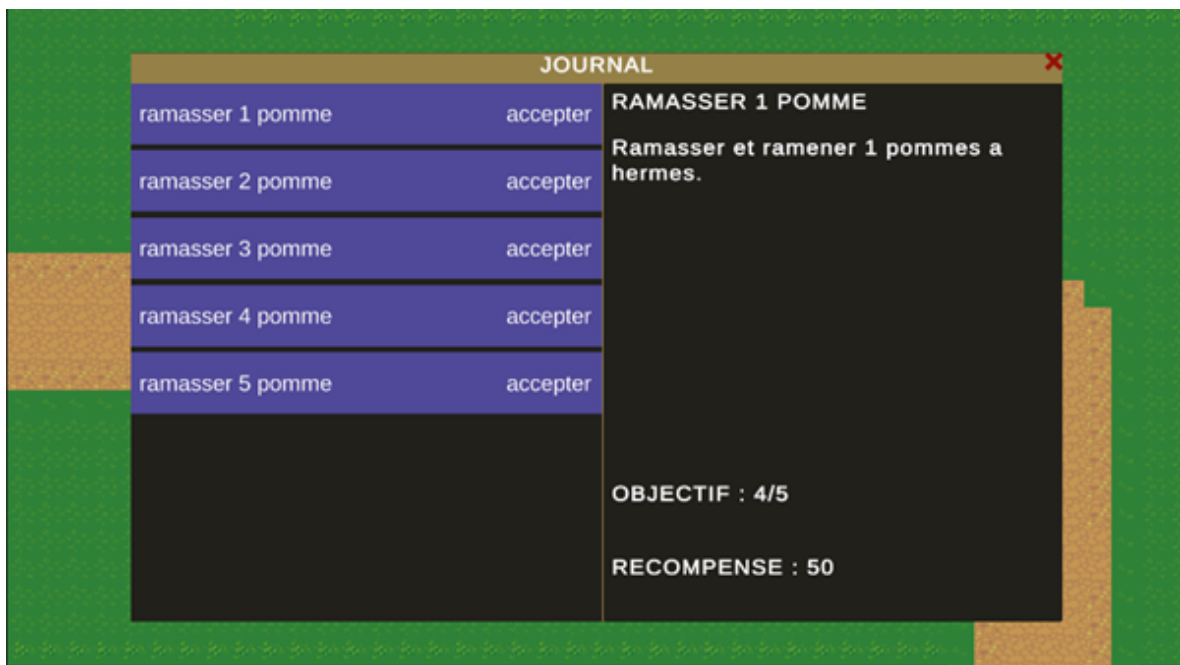 JOURNAL
ramasser 1 pomme accepter
ramasser 2 pomme accepter
ramasser 3 pomme accepter
ramasser 4 pomme accepter
ramasser 5 pomme accepter
RAMASSER 1 POMME
Ramasser et ramener 1 pommes a
hermes.
OBJECTIF : 4/5
RECOMPENSE : 50